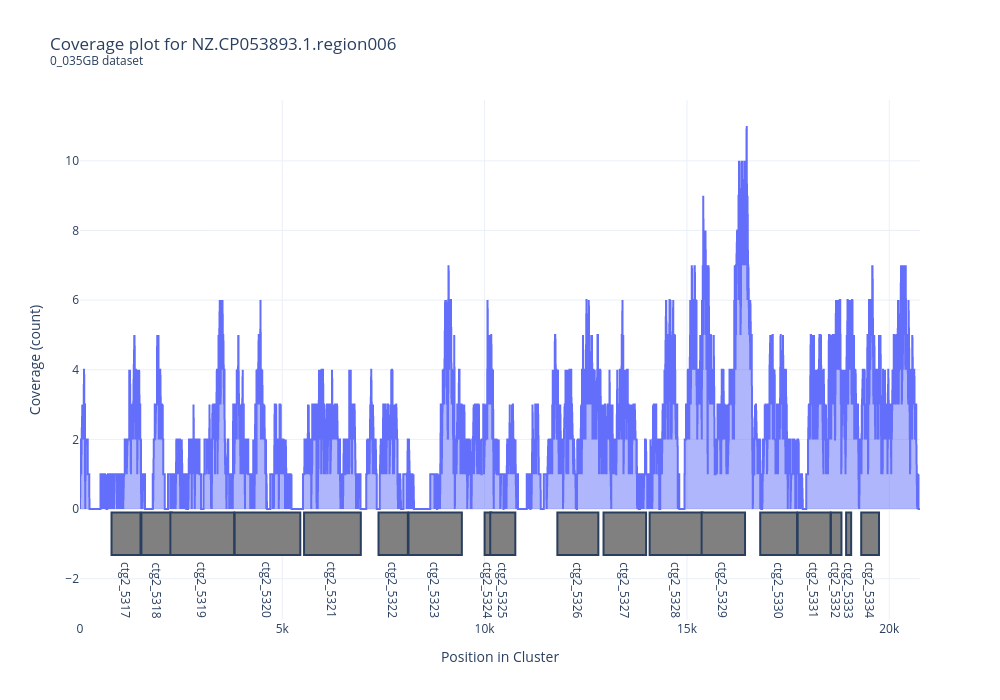 Coverage plot for NZ.CP053893.1.region006
0_035GB dataset
Coverage (count)
10
8
6
4
2
0
−2
ctg2_5317
ctg2_5318
ctg2_5319
ctg2_5320
ctg2_5321
ctg2_5322
ctg2_5323
ctg2_5324
ctg2_5325
ctg2_5326
ctg2_5327
ctg2_5328
ctg2_5329
ctg2_5330
ctg2_5331
ctg2_5332
ctg2_5333
ctg2_5334
0
5k
10k
15k
20k
Position in Cluster